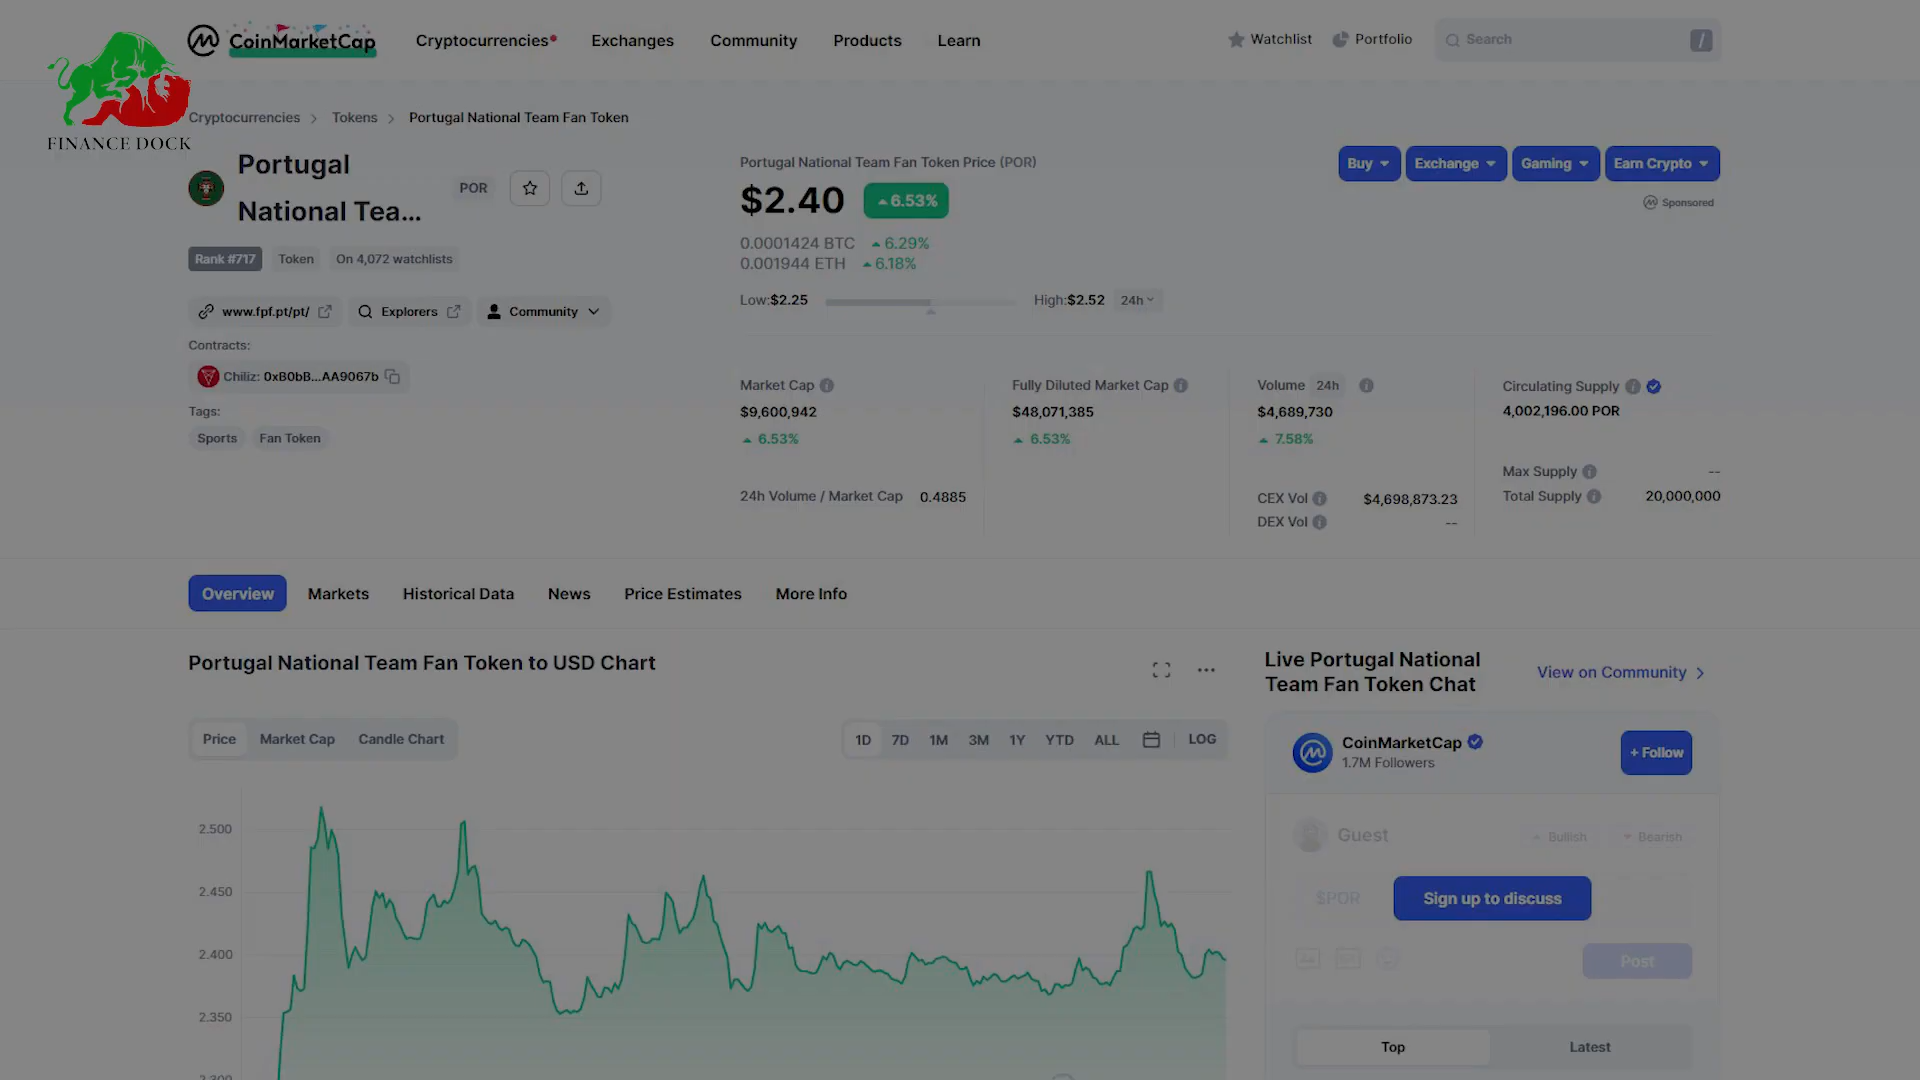 CoinMarketCap Cryptocurrencies Exchanges Community Products Learn Watchlist Portfolio Search /
FINANCE DOCK
Cryptocurrencies > Tokens > Portugal National Team Fan Token
Portugal
National Tea...
POR
Rank #717 Token On 4,072 watchlists
www.fpf.pt/pt/ Explorers Community
Contracts:
Chiliz: 0xB0bB...AA9067b
Tags:
Sports Fan Token
Portugal National Team Fan Token Price (POR)
$2.40 6.53%
0.0001424 BTC 6.29%
0.001944 ETH 6.18%
Low:$2.25 High:$2.52 24h
Buy Exchange Gaming Earn Crypto
Sponsored
Market Cap
$9,600,942
6.53%
24h Volume / Market Cap 0.4885
Fully Diluted Market Cap
$48,071,385
6.53%
Volume 24h
$4,689,730
7.58%
CEX Vol $4,698,873.23
DEX Vol --
Circulating Supply
4,002,196.00 POR
Max Supply --
Total Supply 20,000,000
Overview Markets Historical Data News Price Estimates More Info
Portugal National Team Fan Token to USD Chart
Price Market Cap Candle Chart
1D 7D 1M 3M 1Y YTD ALL LOG
2.500
2.450
2.400
2.350
2.300
Live Portugal National
Team Fan Token Chat
View on Community >
CoinMarketCap
1.7M Followers
+ Follow
Guest Bullish Bearish
$POR
Sign up to discuss
Post
Top Latest